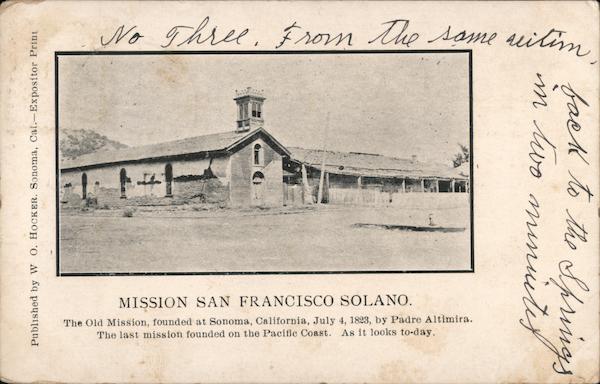 No Three. From the same victim,
back to the Springs
in two minnits
MISSION SAN FRANCISCO SOLANO.
The Old Mission, founded at Sonoma, California, July 4, 1823, by Padre Altimira.
The last mission founded on the Pacific Coast. As it looks to-day.
Published by W. O. HOCKER. Sonoma, Cal.—Expositor Print